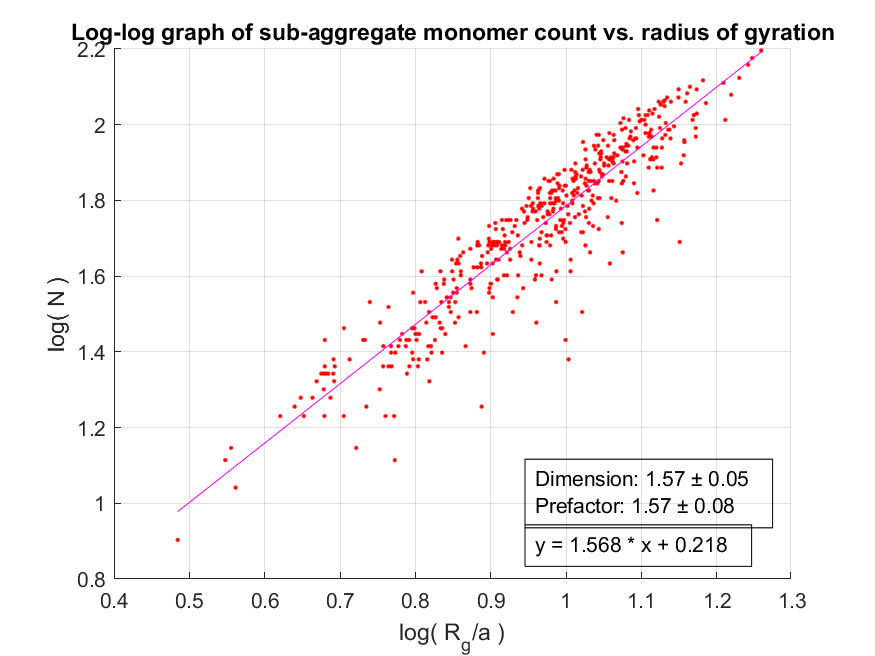 Log-log graph of sub-aggregate monomer count vs. radius of gyration
2.2
2
1.8
1.6
1.4
1.2
1
0.8
log( N )
Dimension: 1.57 ± 0.05
Prefactor: 1.57 ± 0.08
y = 1.568 * x + 0.218
0.4 0.5 0.6 0.7 0.8 0.9 1 1.1 1.2 1.3
log( Rg/a )